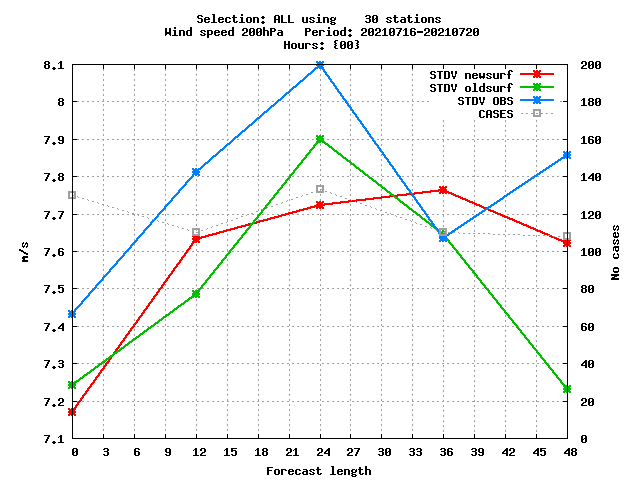 Selection: ALL using    30 stations
Wind speed 200hPa   Period: 20210716-20210720
Hours: {00}
STDV newsurf
STDV oldsurf
STDV OBS
CASES
8.1
8
7.9
7.8
7.7
7.6
7.5
7.4
7.3
7.2
7.1
m/s
200
180
160
140
120
100
80
60
40
20
0
No cases
0 3 6 9 12 15 18 21 24 27 30 33 36 39 42 45 48
Forecast length